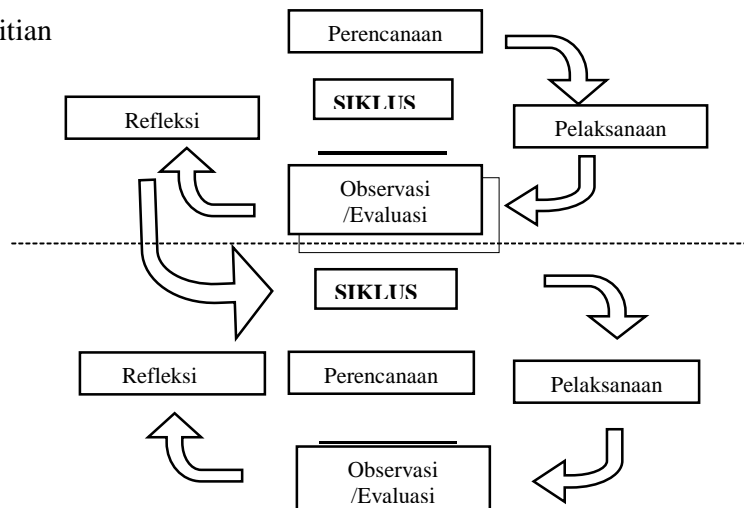 itian
Perencanaan
SIKLUS
Refleksi
Pelaksanaan
Observasi
/Evaluasi
SIKLUS
Refleksi
Perencanaan
Pelaksanaan
Observasi
/Evaluasi